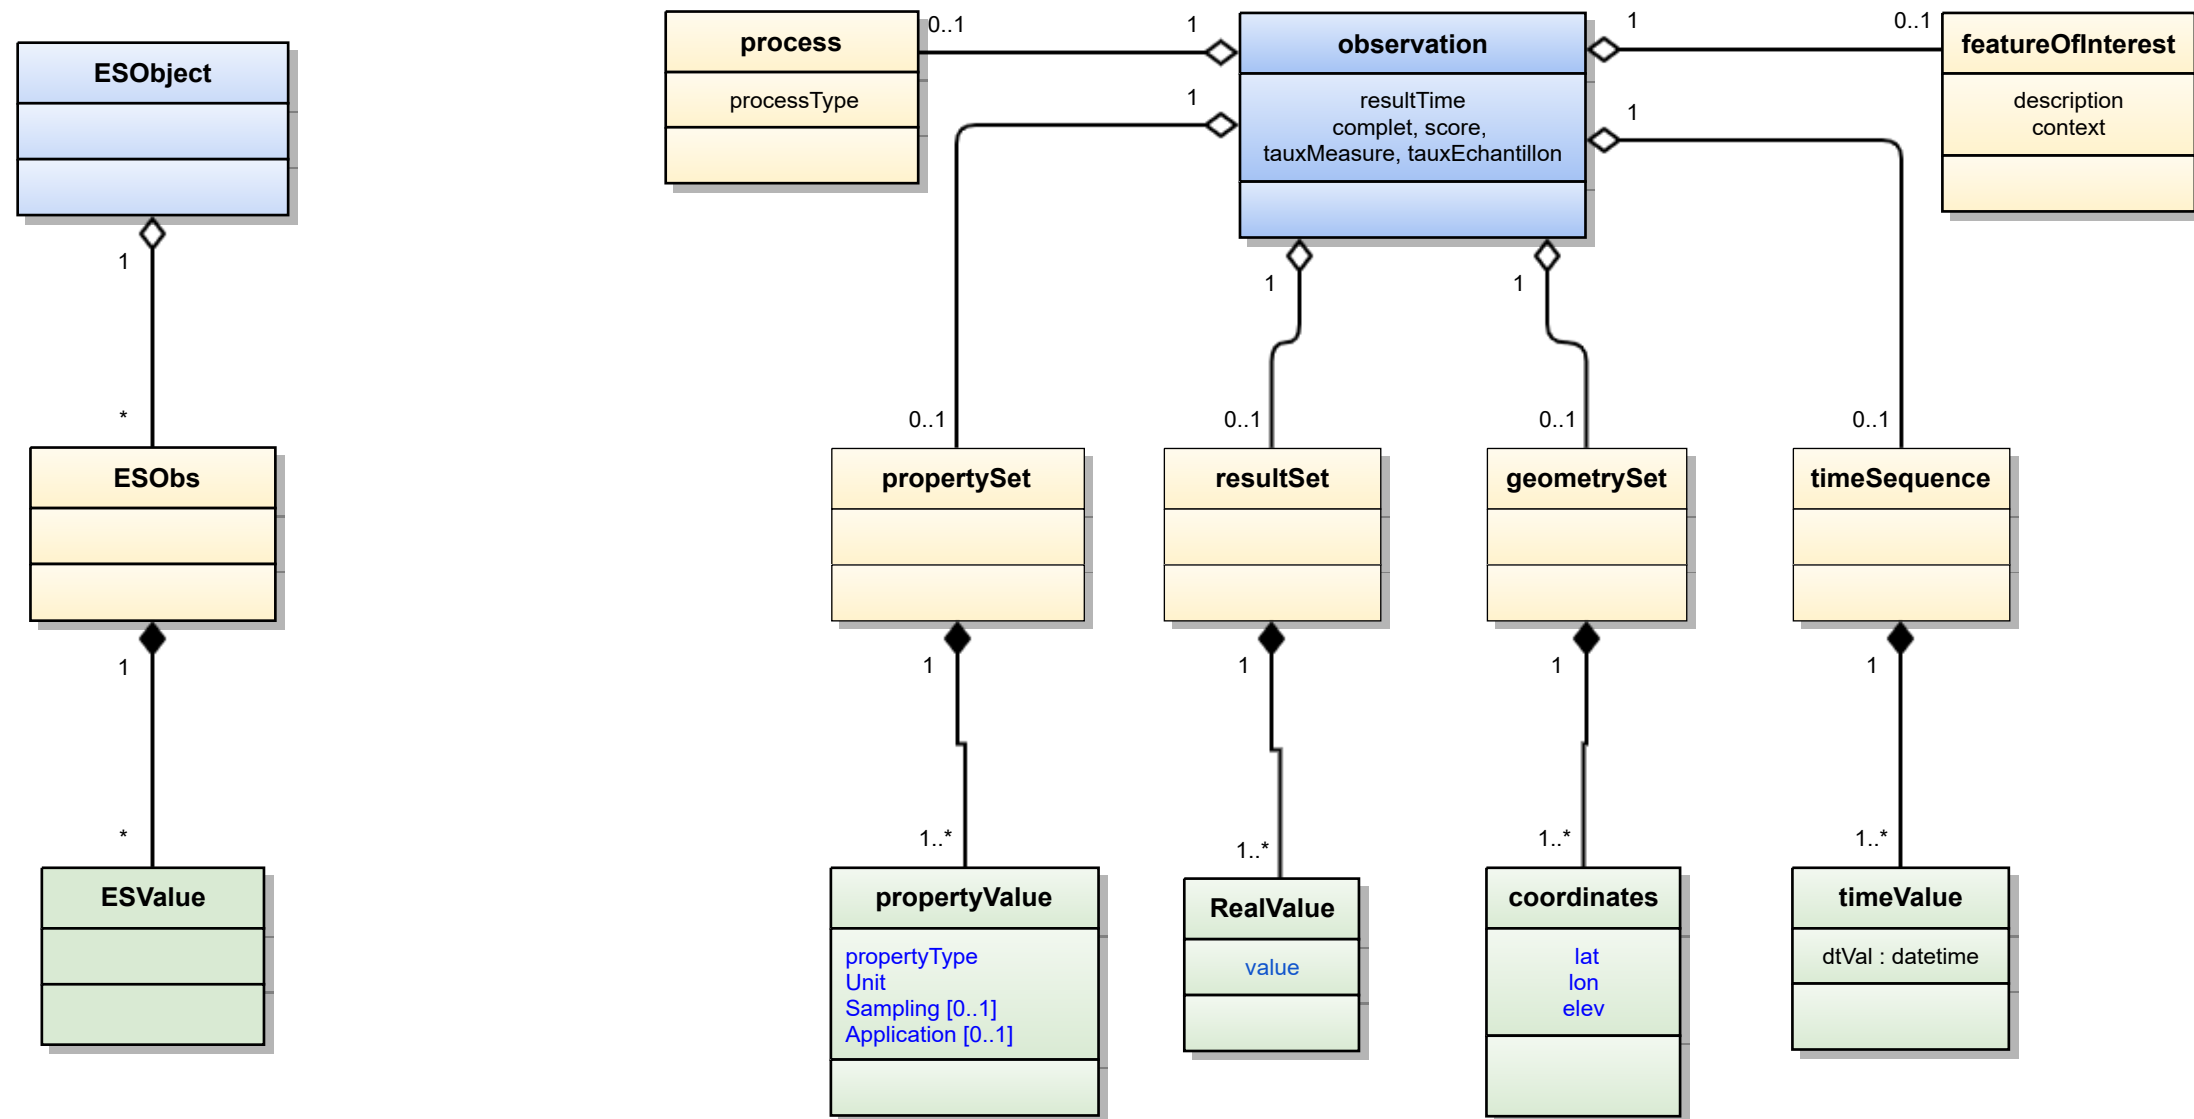 ESObject
1
*
ESObs
1
*
ESValue
process
processType
0..1
1
1
observation
resultTime
complet, score,
tauxMeasure, tauxEchantillon
1
0..1
1
featureOfInterest
description
context
1
1
0..1
0..1
0..1
0..1
propertySet
resultSet
geometrySet
timeSequence
1
1
1
1
1..*
1..*
1..*
1..*
propertyValue
propertyType
Unit
Sampling [0..1]
Application [0..1]
RealValue
value
coordinates
lat
lon
elev
timeValue
dtVal : datetime